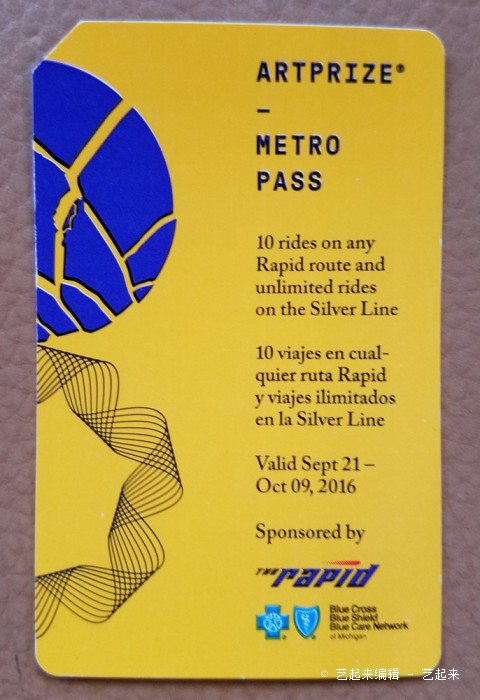 ARTPRIZE®
–
METRO
PASS
10 rides on any
Rapid route and
unlimited rides
on the Silver Line
10 viajes en cual-
quier ruta Rapid
y viajes ilimitados
en la Silver Line
Valid Sept 21 –
Oct 09, 2016
Sponsored by
THE rapid
Blue Cross
Blue Shield
Blue Care Network
of Michigan
© 艺起来编辑 - 艺起来